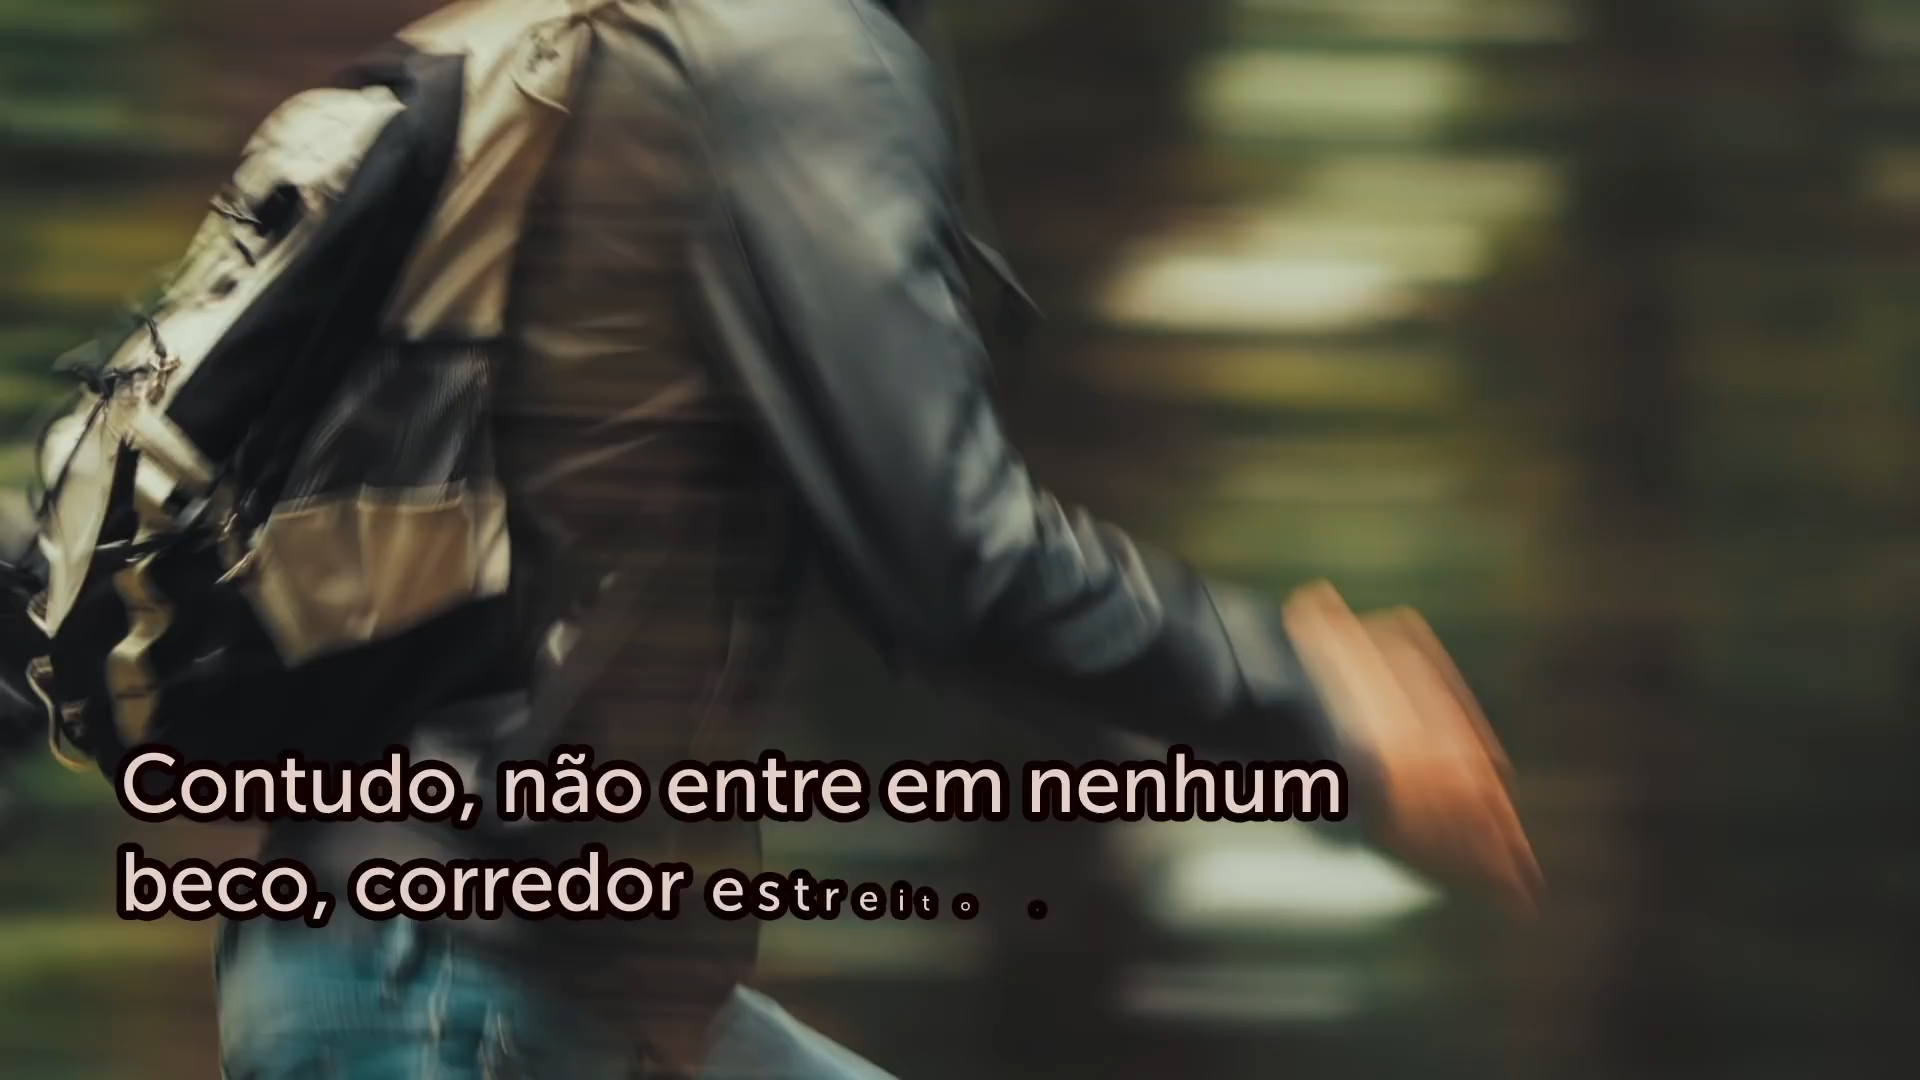 Contudo, não entre em nenhum
beco, corredor estreito